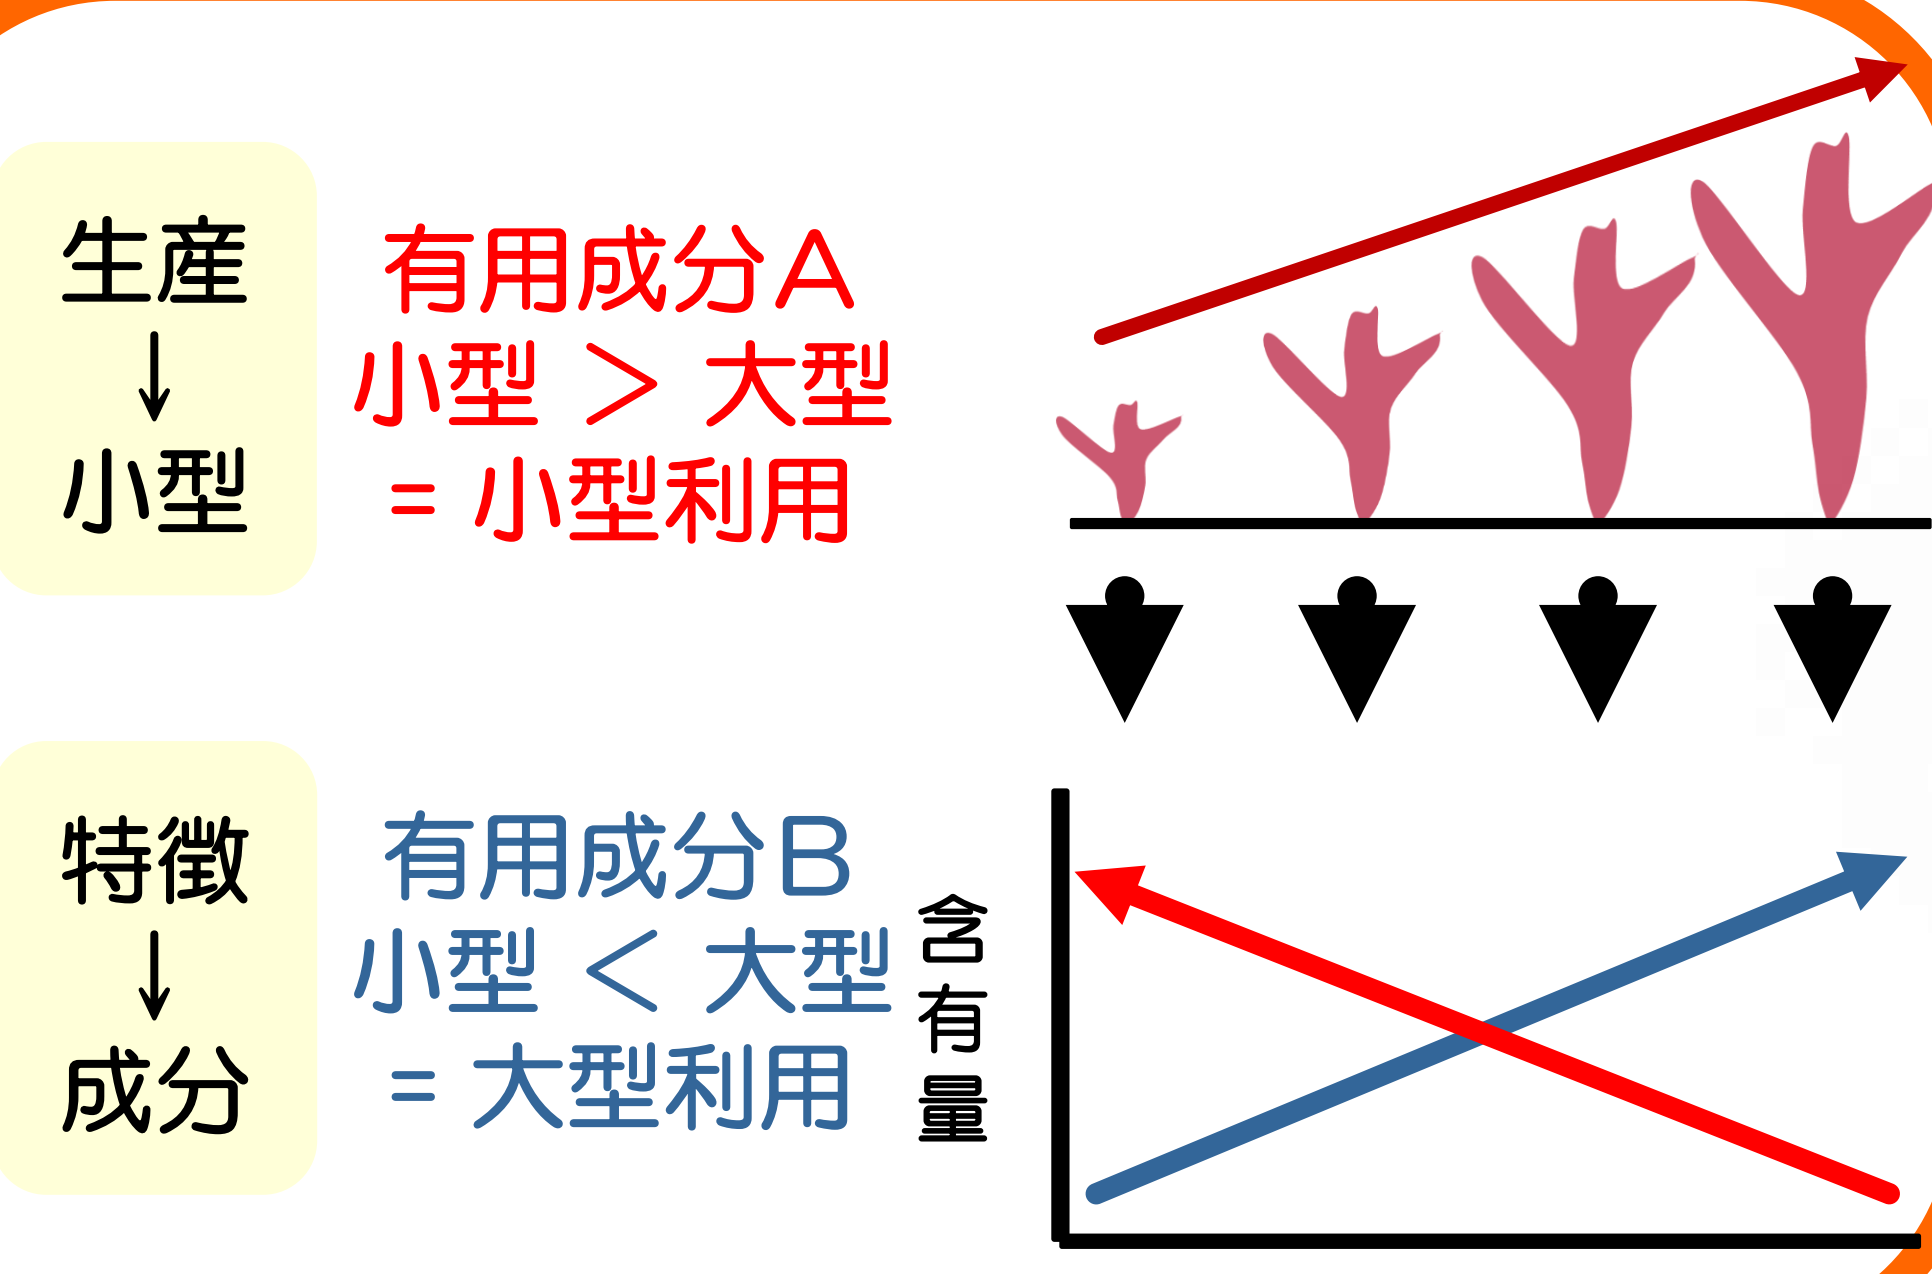 生産
↓
小型
有用成分A
小型 > 大型
= 小型利用
特徴
↓
成分
有用成分B
小型 < 大型
= 大型利用
含有量